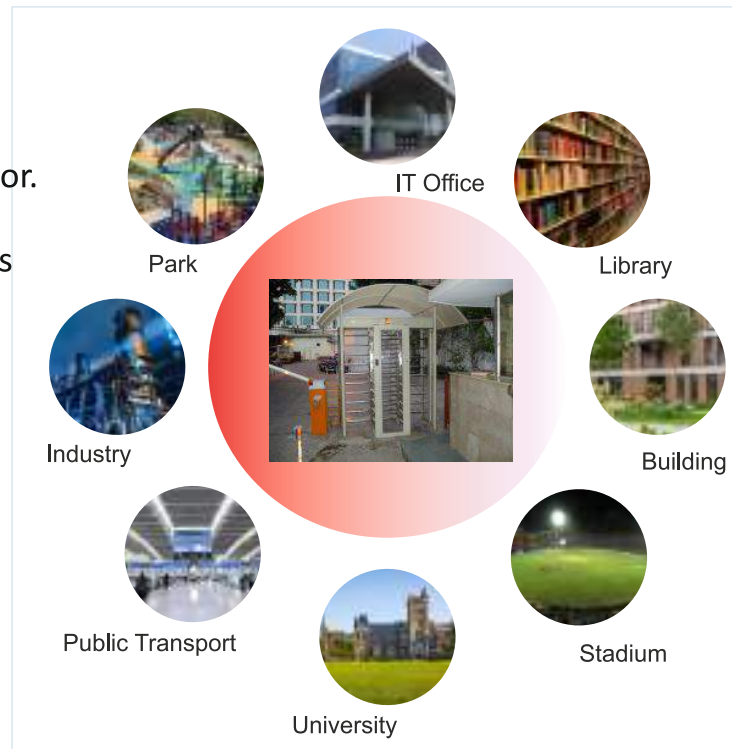 or.
s
IT Office
Library
Park
Building
Industry
Stadium
Public Transport
University